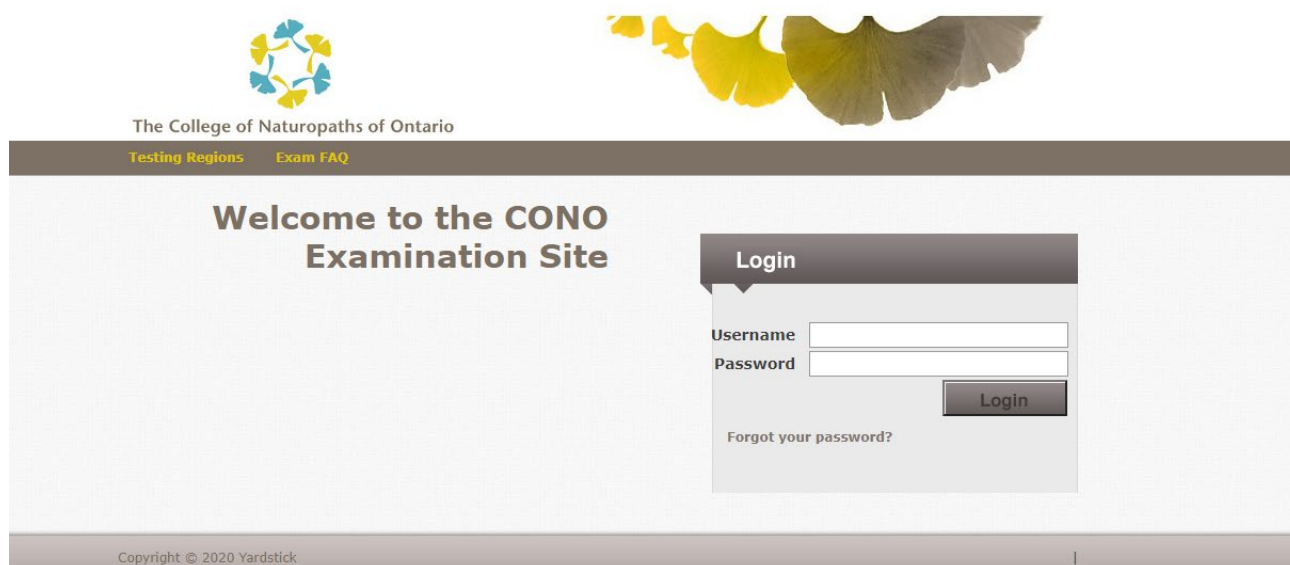 The College of Naturopaths of Ontario
Testing Regions Exam FAQ
Welcome to the CONO
Examination Site
Login
Username
Password
Login
Forgot your password?
Copyright © 2020 Yardstick
|